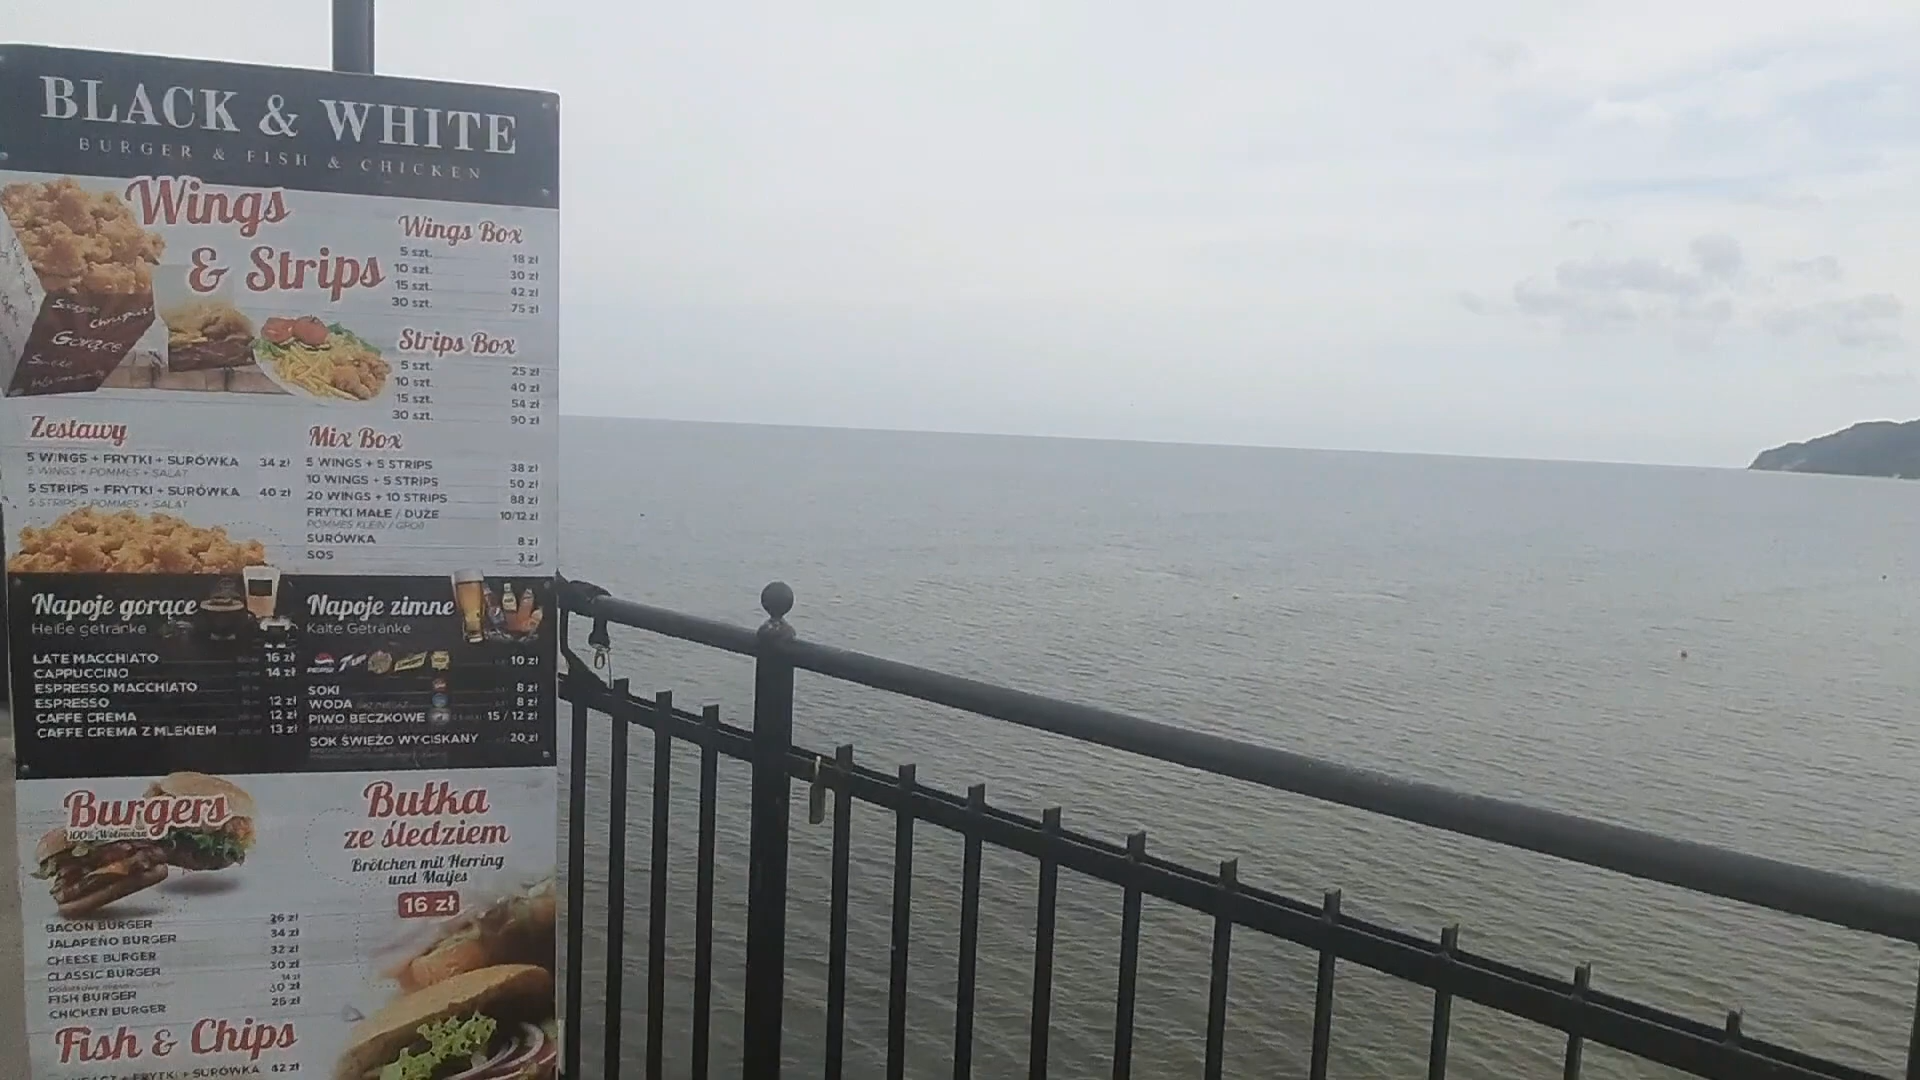 BLACK & WHITE
BURGER & FISH & CHICKEN
Wings
& Strips
Gorące
Wings Box
5 szt. 18 zł
10 szt. 30 zł
15 szt. 42 zł
30 szt. 75 zł
Strips Box
5 szt. 25 zł
10 szt. 40 zł
15 szt. 54 zł
30 szt. 90 zł
Zestawy
5 WINGS + FRYTKI + SURÓWKA 34 zł
5 WINGS + POMMES + SALAT
5 STRIPS + FRYTKI + SURÓWKA 40 zł
5 STRIPS + POMMES + SALAT
Mix Box
5 WINGS + 5 STRIPS 38 zł
10 WINGS + 5 STRIPS 50 zł
20 WINGS + 10 STRIPS 88 zł
FRYTKI MAŁE / DUŻE 10/12 zł
POMMES KLEIN / GROß
SURÓWKA 8 zł
SOS 3 zł
Napoje gorące
Heiße getränke
LATE MACCHIATO 16 zł
CAPPUCCINO 14 zł
ESPRESSO MACCHIATO
ESPRESSO 12 zł
CAFFE CREMA 12 zł
CAFFE CREMA Z MLEKIEM 13 zł
Napoje zimne
Kalte Getränke
PEPSI 7UP 10 zł
SOKI 8 zł
WODA 8 zł
PIWO BECZKOWE 15 / 12 zł
SOK ŚWIEŻO WYCISKANY 20 zł
Burgers
100% Wołowina
BACON BURGER 26 zł
JALAPEÑO BURGER 34 zł
CHEESE BURGER 32 zł
CLASSIC BURGER 30 zł
FISH BURGER 30 zł
CHICKEN BURGER 26 zł
Bułka
ze śledziem
Brötchen mit Herring
und Matjes
16 zł
Fish & Chips
+ FRYTKI + SURÓWKA 42 zł